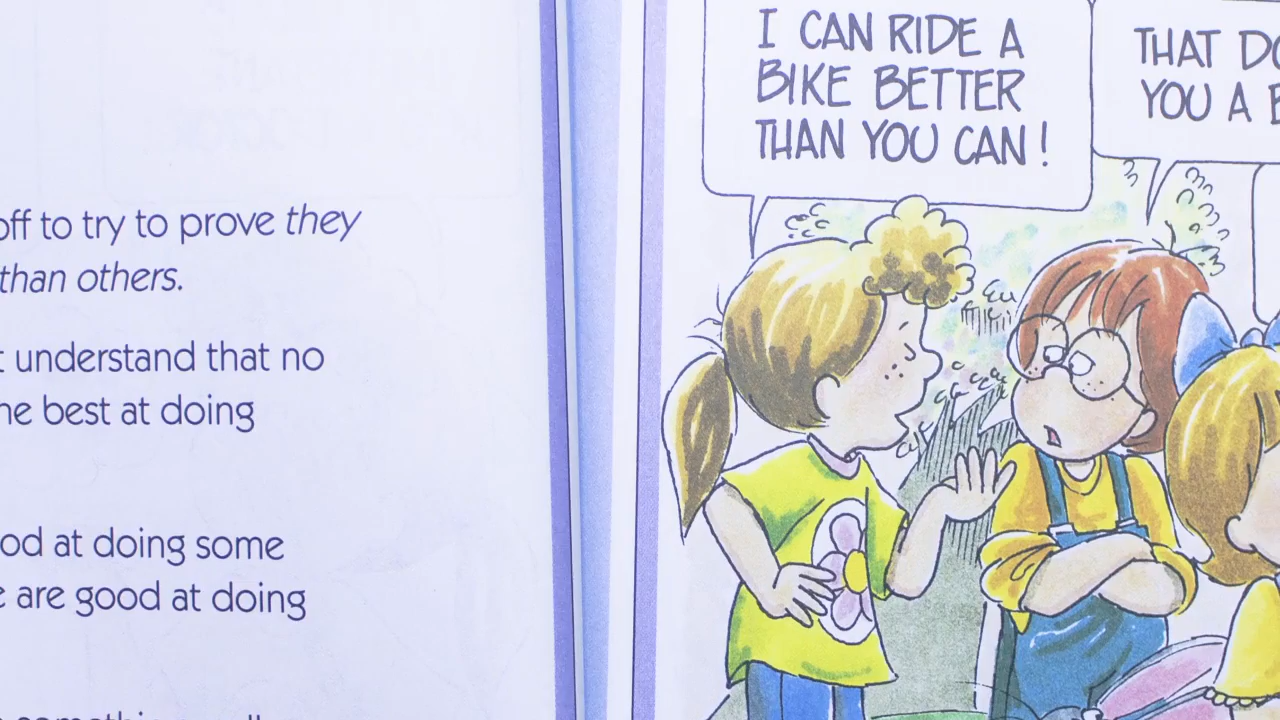 off to try to prove they
than others.
understand that no
he best at doing
od at doing some
are good at doing
I CAN RIDE A
BIKE BETTER
THAN YOU CAN!
THAT DO
YOU A B